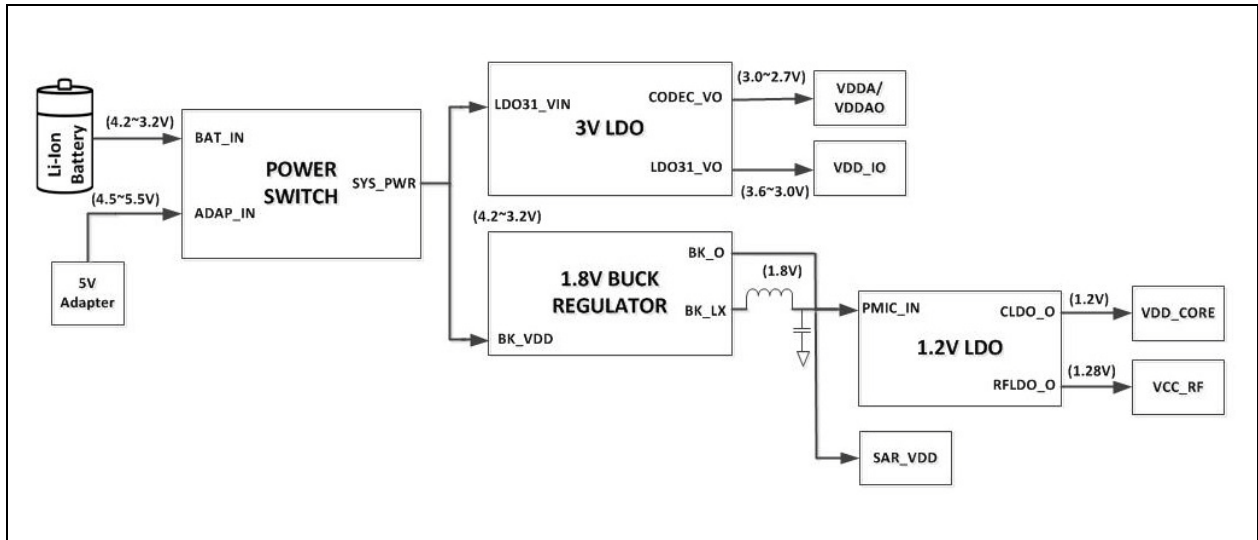 Li-Ion
Battery
(4.2~3.2V)
BAT_IN
(4.5~5.5V)
ADAP_IN
5V
Adapter
POWER
SWITCH
SYS_PWR
LDO31_VIN
CODEC_VO
3V LDO
LDO31_VO
(3.0~2.7V)
VDDA/
VDDAO
VDD_IO
(3.6~3.0V)
(4.2~3.2V)
BK_O
1.8V BUCK
REGULATOR
BK_LX
BK_VDD
(1.8V)
PMIC_IN
CLDO_O
1.2V LDO
RFLDO_O
(1.2V)
VDD_CORE
(1.28V)
VCC_RF
SAR_VDD